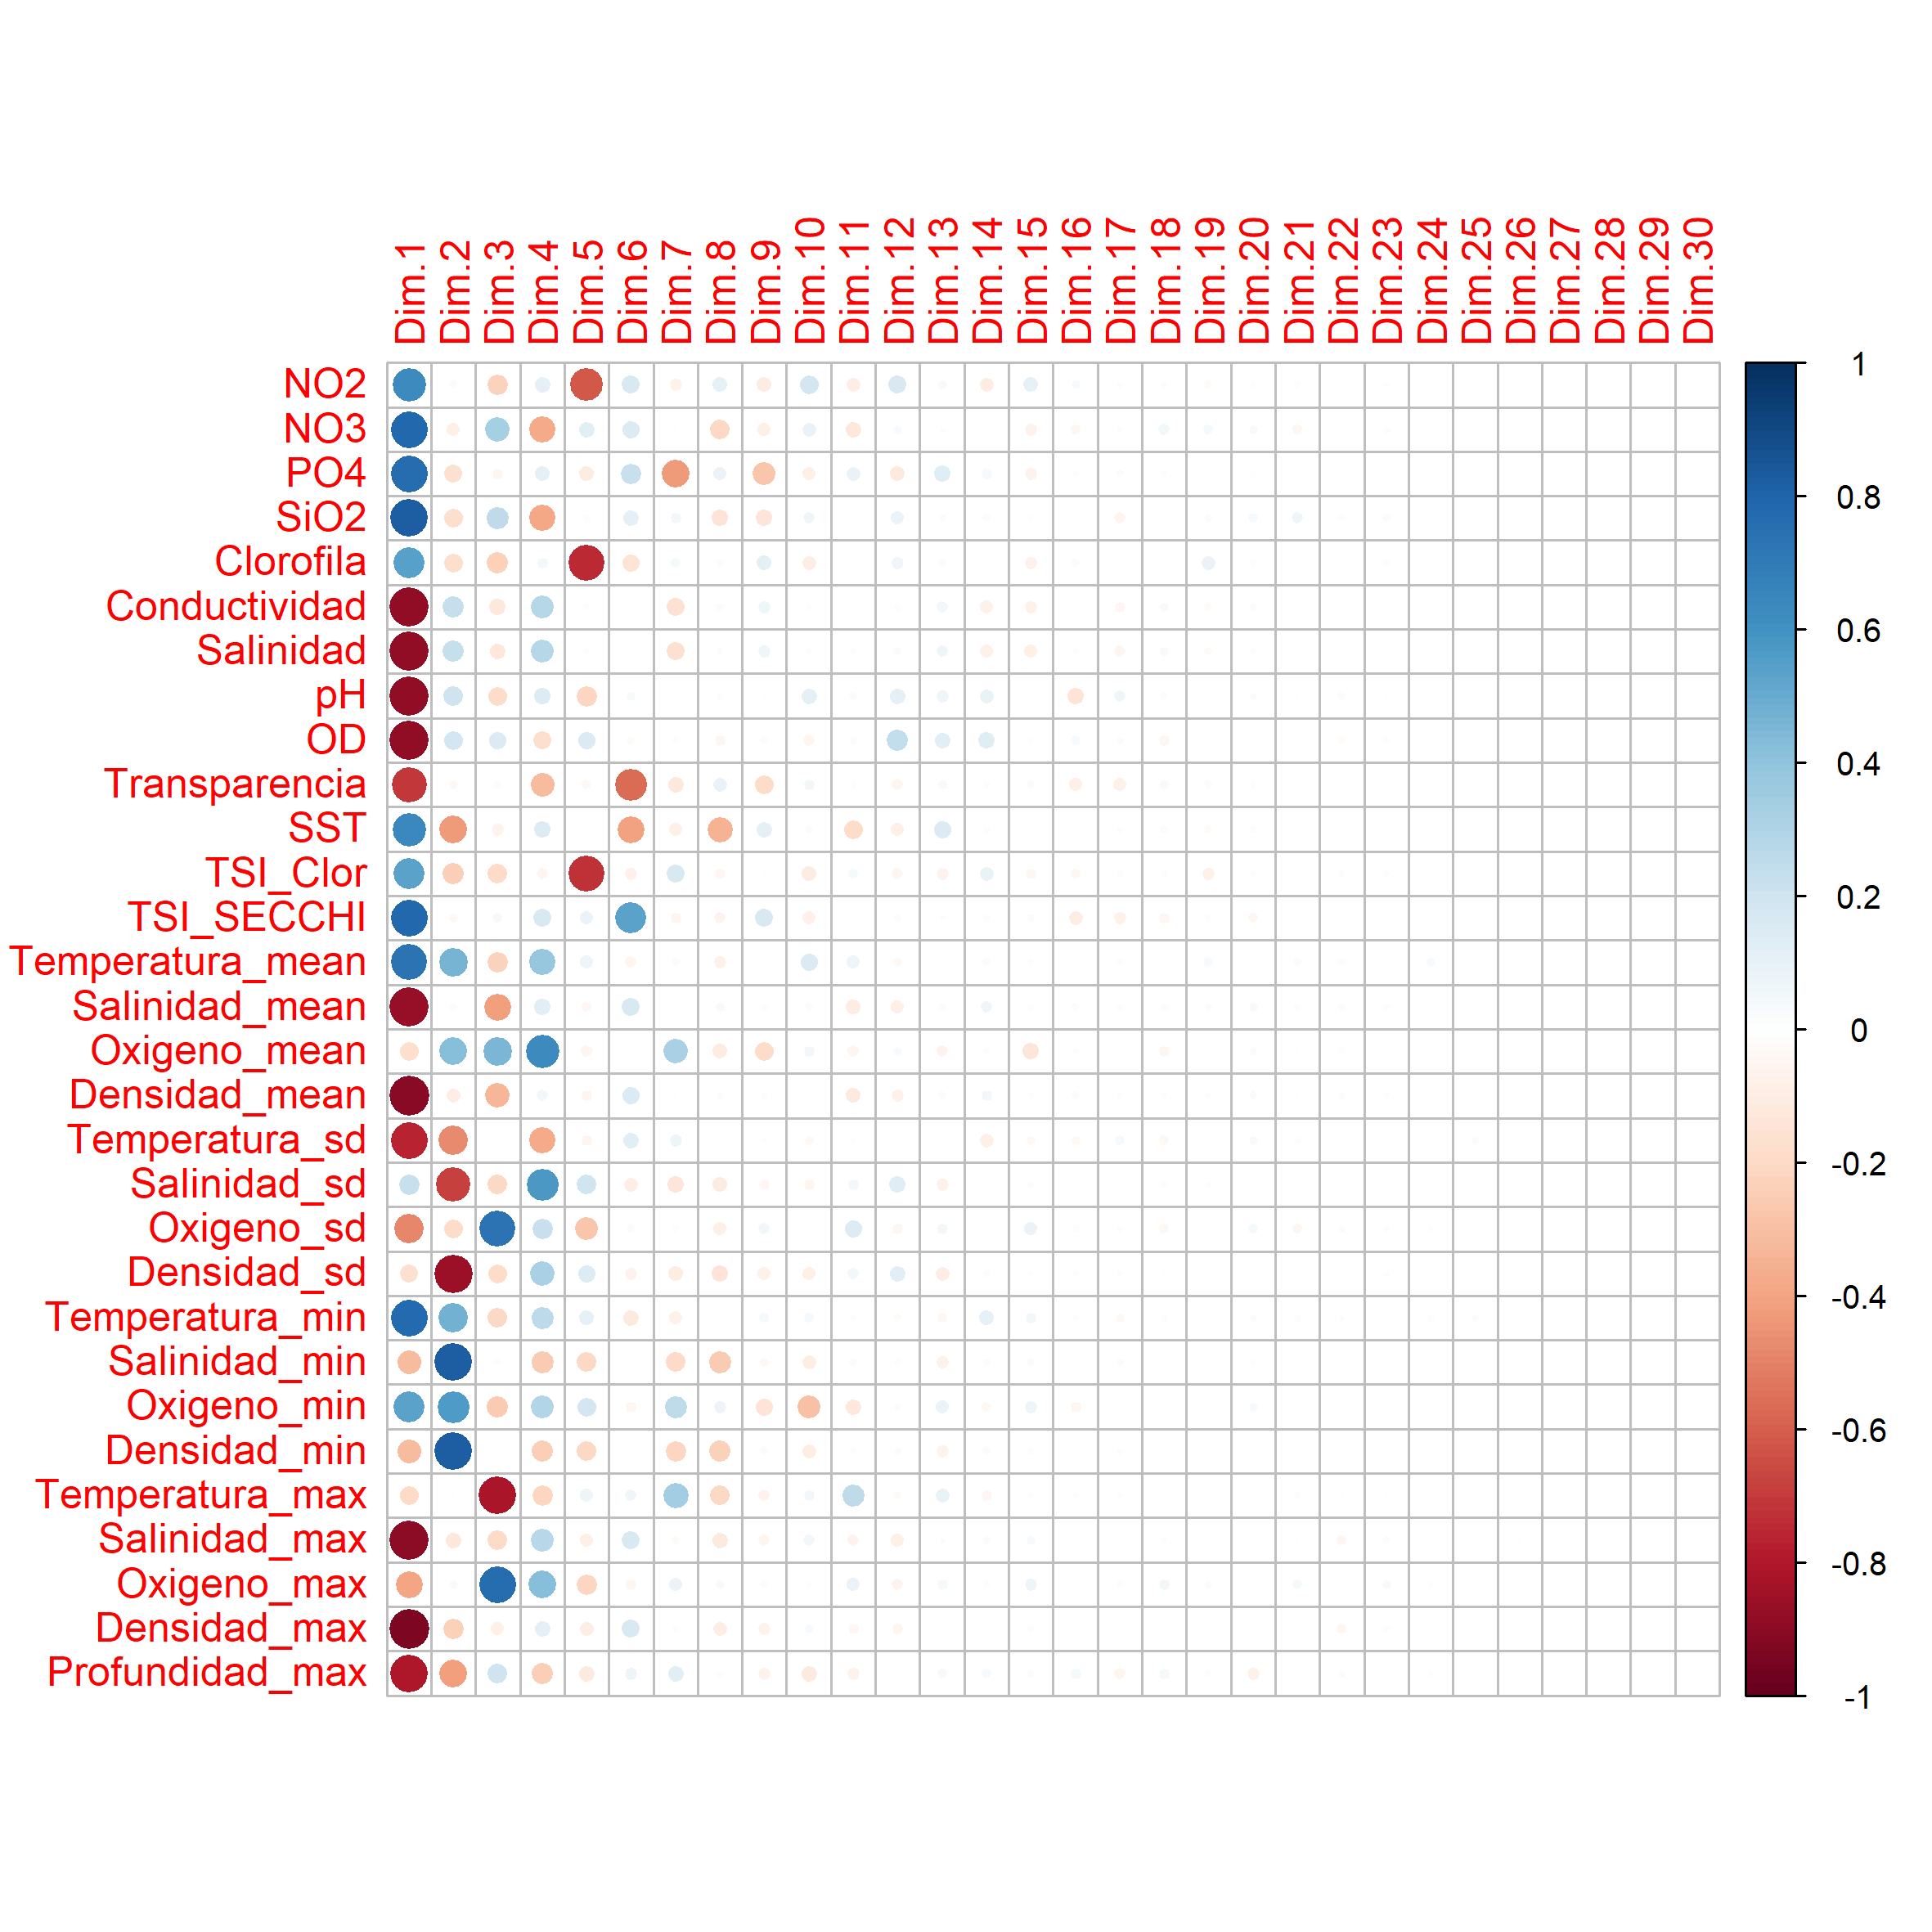 Dim.1
Dim.2
Dim.3
Dim.4
Dim.5
Dim.6
Dim.7
Dim.8
Dim.9
Dim.10
Dim.11
Dim.12
Dim.13
Dim.14
Dim.15
Dim.16
Dim.17
Dim.18
Dim.19
Dim.20
Dim.21
Dim.22
Dim.23
Dim.24
Dim.25
Dim.26
Dim.27
Dim.28
Dim.29
Dim.30
NO2
NO3
PO4
SiO2
Clorofila
Conductividad
Salinidad
pH
OD
Transparencia
SST
TSI_Clor
TSI_SECCHI
Temperatura_mean
Salinidad_mean
Oxigeno_mean
Densidad_mean
Temperatura_sd
Salinidad_sd
Oxigeno_sd
Densidad_sd
Temperatura_min
Salinidad_min
Oxigeno_min
Densidad_min
Temperatura_max
Salinidad_max
Oxigeno_max
Densidad_max
Profundidad_max
1
0.8
0.6
0.4
0.2
0
-0.2
-0.4
-0.6
-0.8
-1